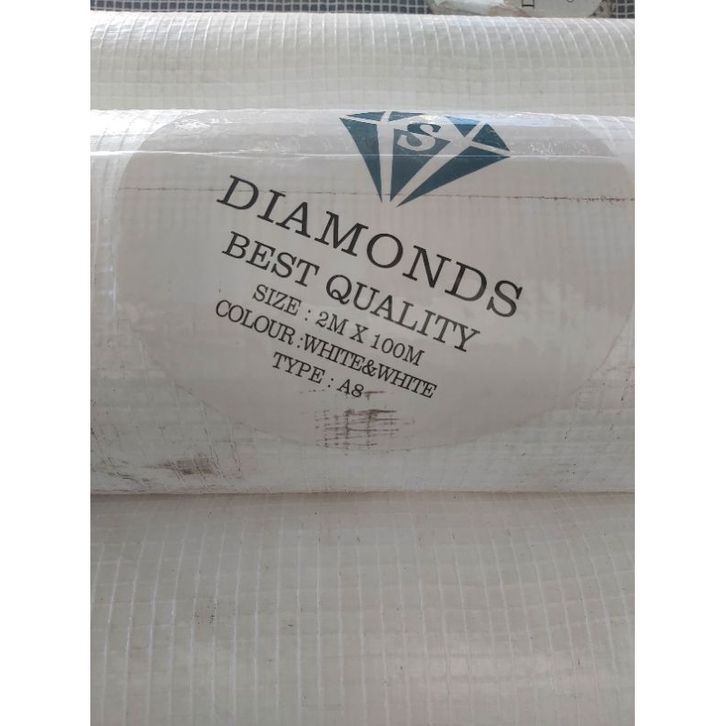 S
DIAMONDS
BEST QUALITY
SIZE : 2M X 100M
COLOUR :WHITE&WHITE
TYPE : A8